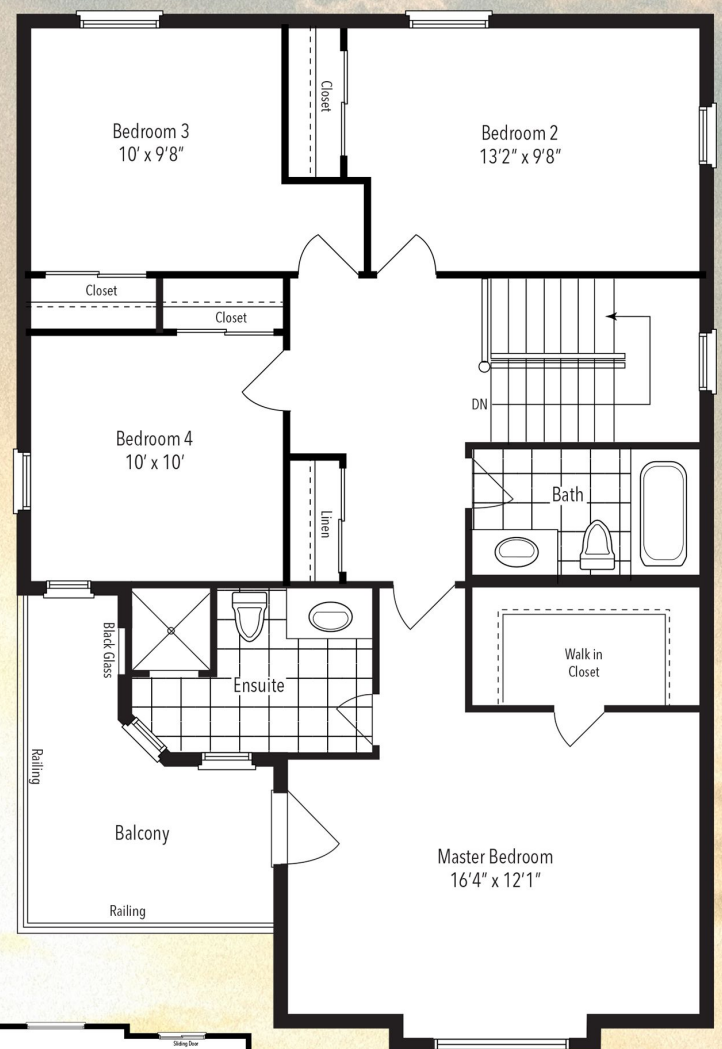 Bedroom 3
10' x 9'8"
Closet
Bedroom 2
13'2" x 9'8"
Closet
Closet
DN
Bedroom 4
10' x 10'
Linen
Bath
Black Glass
Ensuite
Walk in
Closet
Railing
Balcony
Master Bedroom
16'4" x 12'1"
Railing
Sliding Door